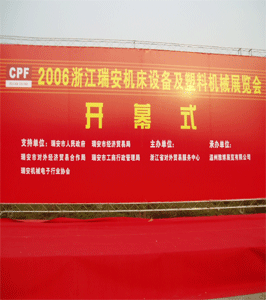 CPF
2006浙江瑞安机床设备及塑料机械展览会
开幕式
支持单位：瑞安市人民政府 瑞安市经济贸易局 主办单位： 承办单位：
瑞安市对外经济贸易合作局 瑞安市工商行政管理局 浙江省对外贸易服务中心 温州雅博展览有限公司
瑞安机械电子行业协会